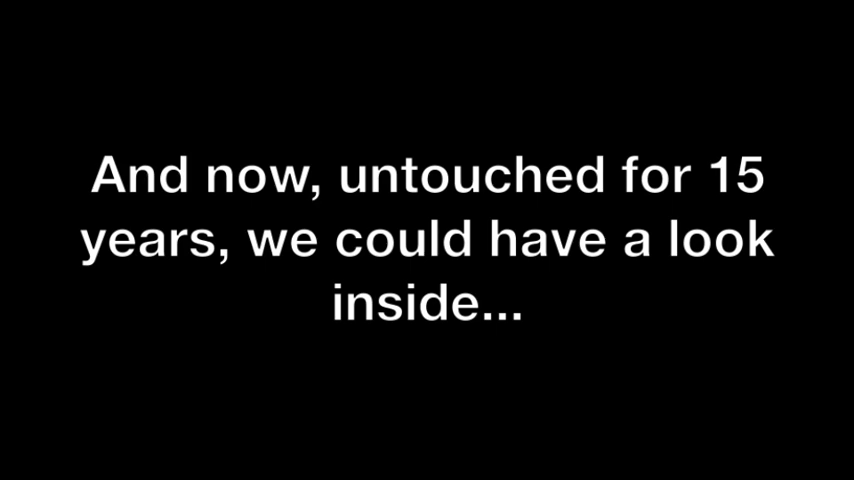 And now, untouched for 15
years, we could have a look
inside...